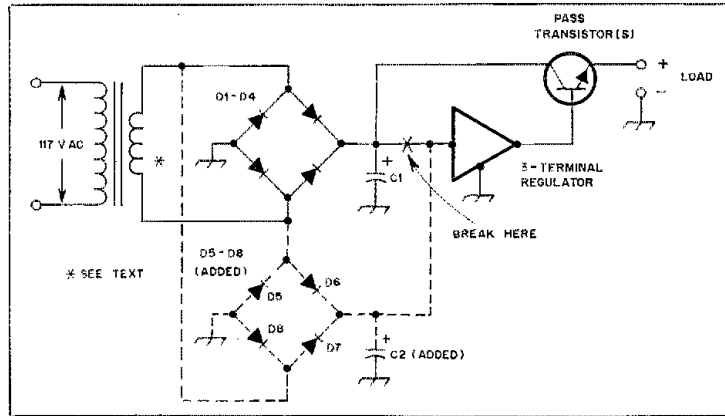 PASS
TRANSISTOR(S)
+
LOAD
-
D1-D4
117 V AC
*
+
C1
3-TERMINAL
REGULATOR
BREAK HERE
* SEE TEXT
D5-D8
(ADDED)
D5
D6
D8
D7
+
C2 (ADDED)